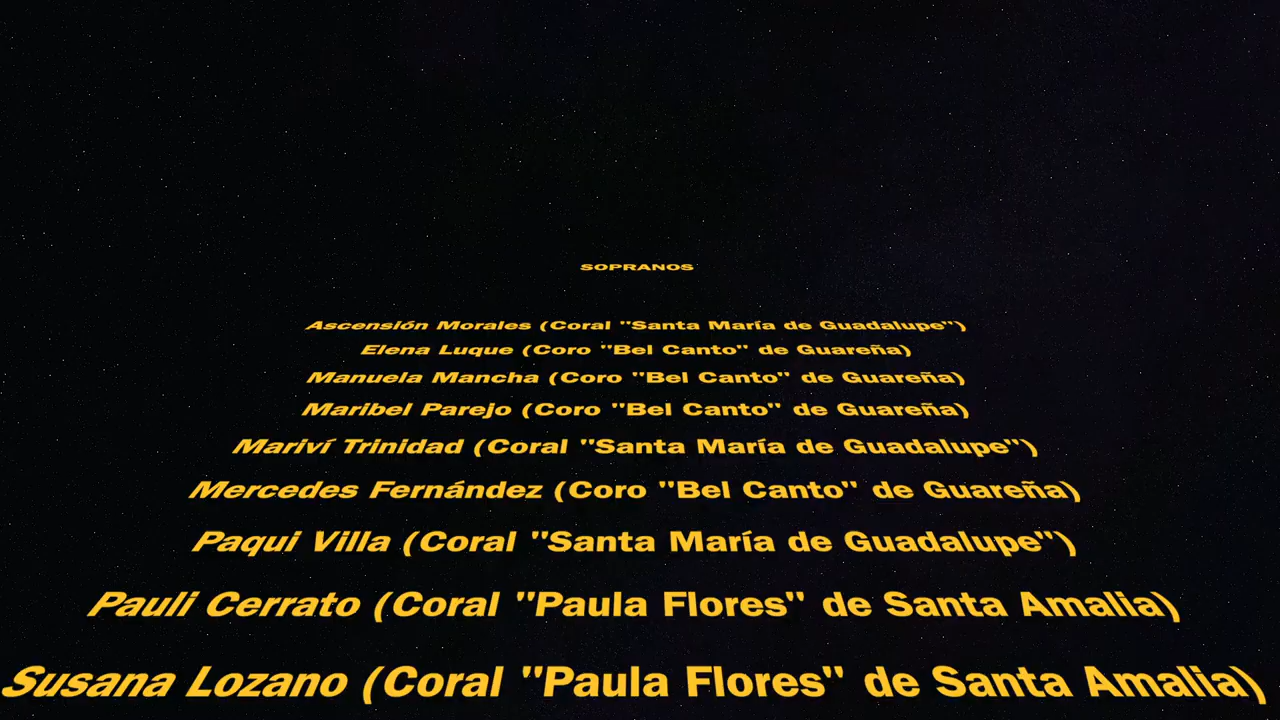 SOPRANOS
Ascensión Morales (Coral "Santa María de Guadalupe")
Elena Luque (Coro "Bel Canto" de Guareña)
Manuela Mancha (Coro "Bel Canto" de Guareña)
Maribel Parejo (Coro "Bel Canto" de Guareña)
Mariví Trinidad (Coral "Santa María de Guadalupe")
Mercedes Fernández (Coro "Bel Canto" de Guareña)
Paqui Villa (Coral "Santa María de Guadalupe")
Pauli Cerrato (Coral "Paula Flores" de Santa Amalia)
Susana Lozano (Coral "Paula Flores" de Santa Amalia)